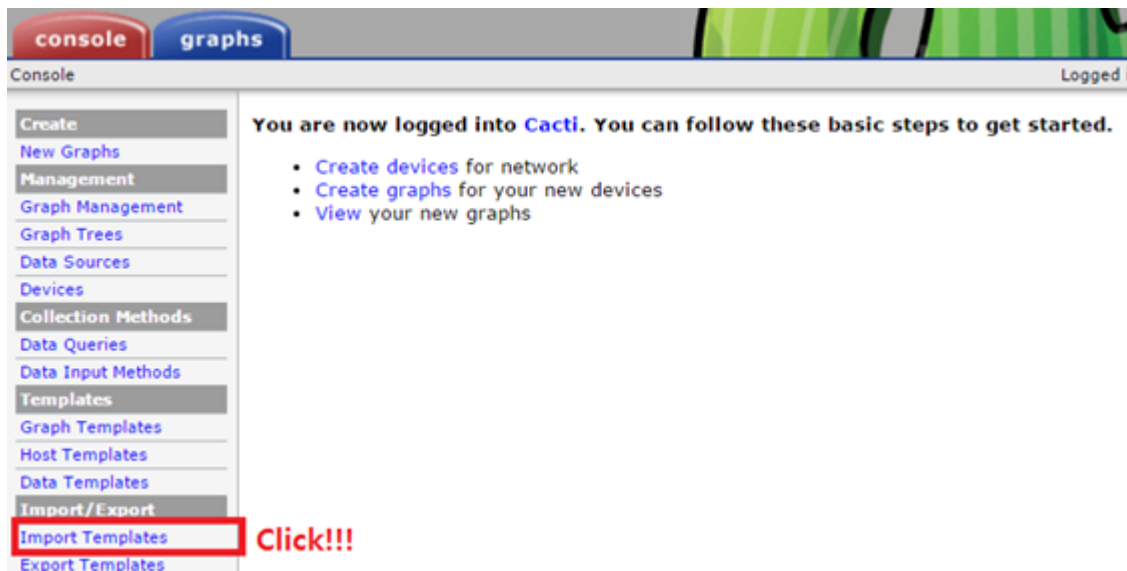 console graphs
Console Logged
Create
New Graphs
Management
Graph Management
Graph Trees
Data Sources
Devices
Collection Methods
Data Queries
Data Input Methods
Templates
Graph Templates
Host Templates
Data Templates
Import/Export
Import Templates
Export Templates
You are now logged into Cacti. You can follow these basic steps to get started.
• Create devices for network
• Create graphs for your new devices
• View your new graphs
Click!!!